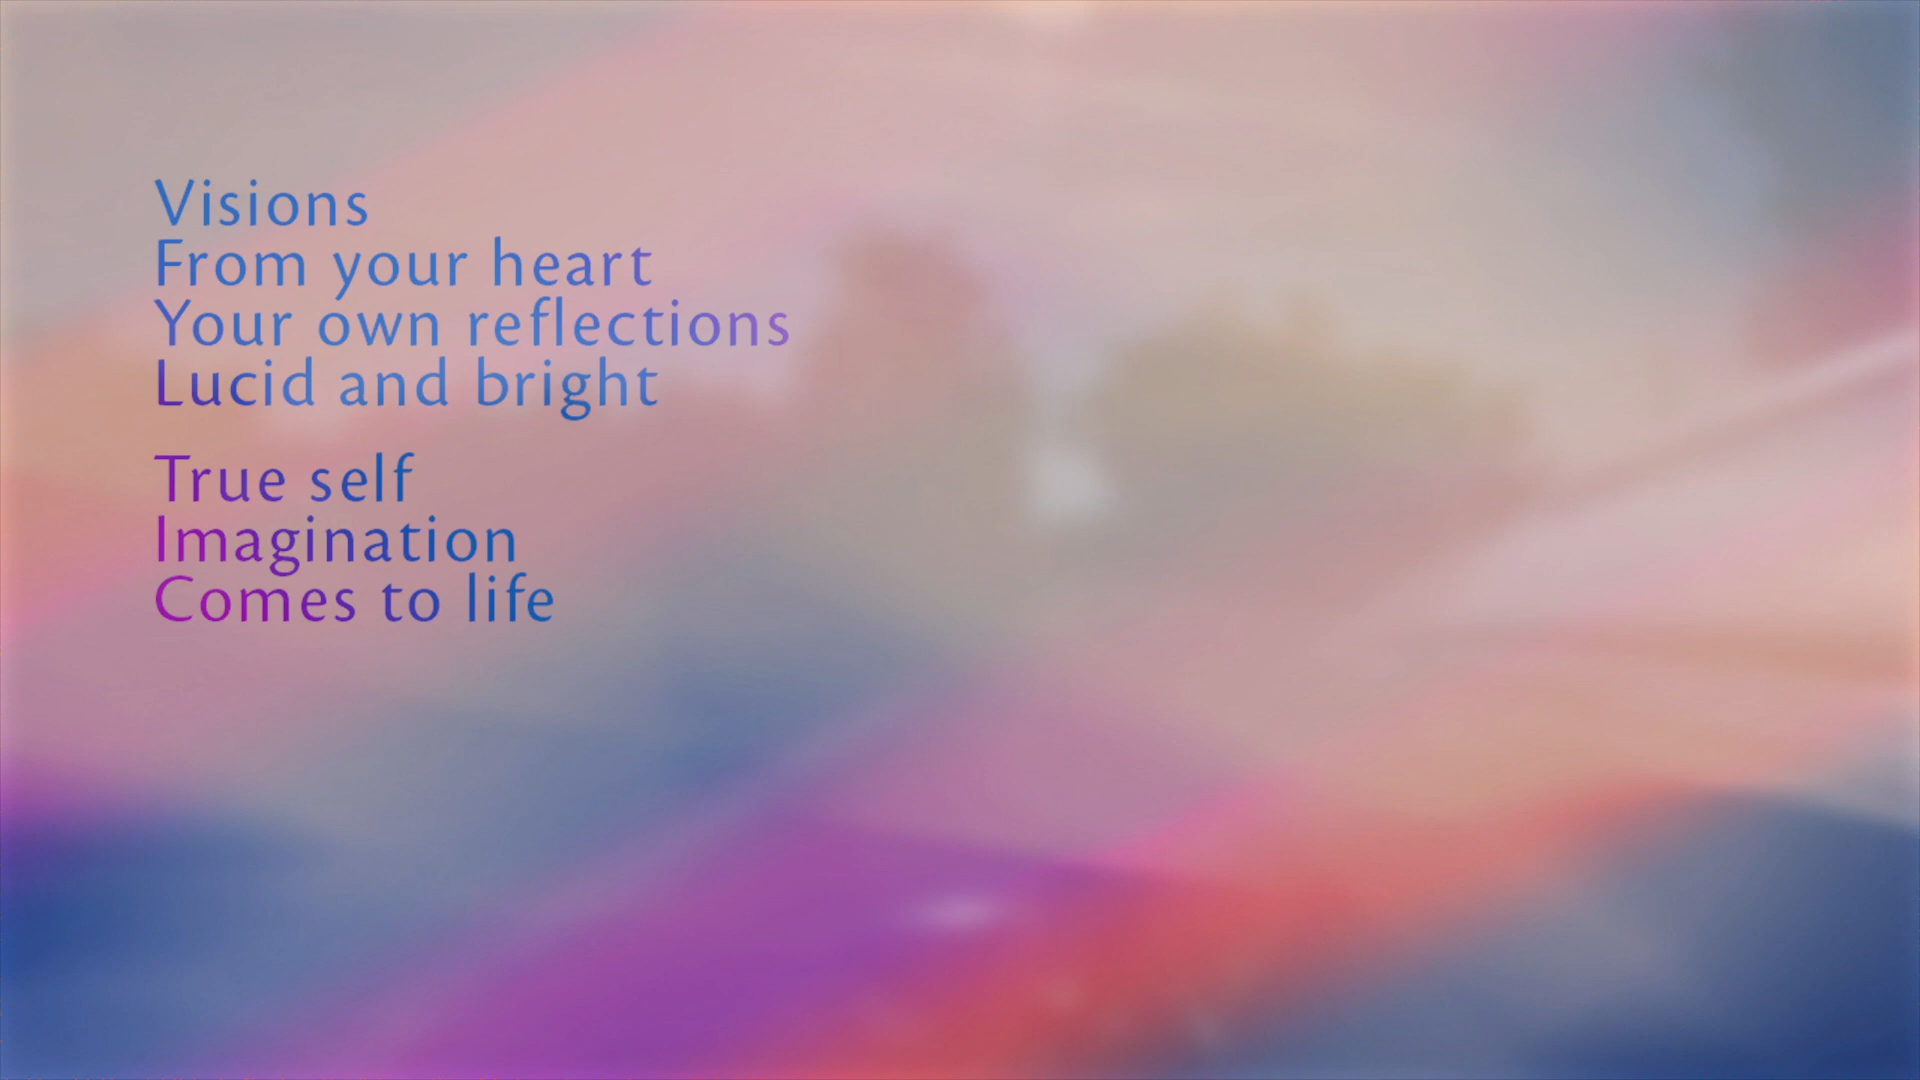 Visions
From your heart
Your own reflections
Lucid and bright
True self
Imagination
Comes to life